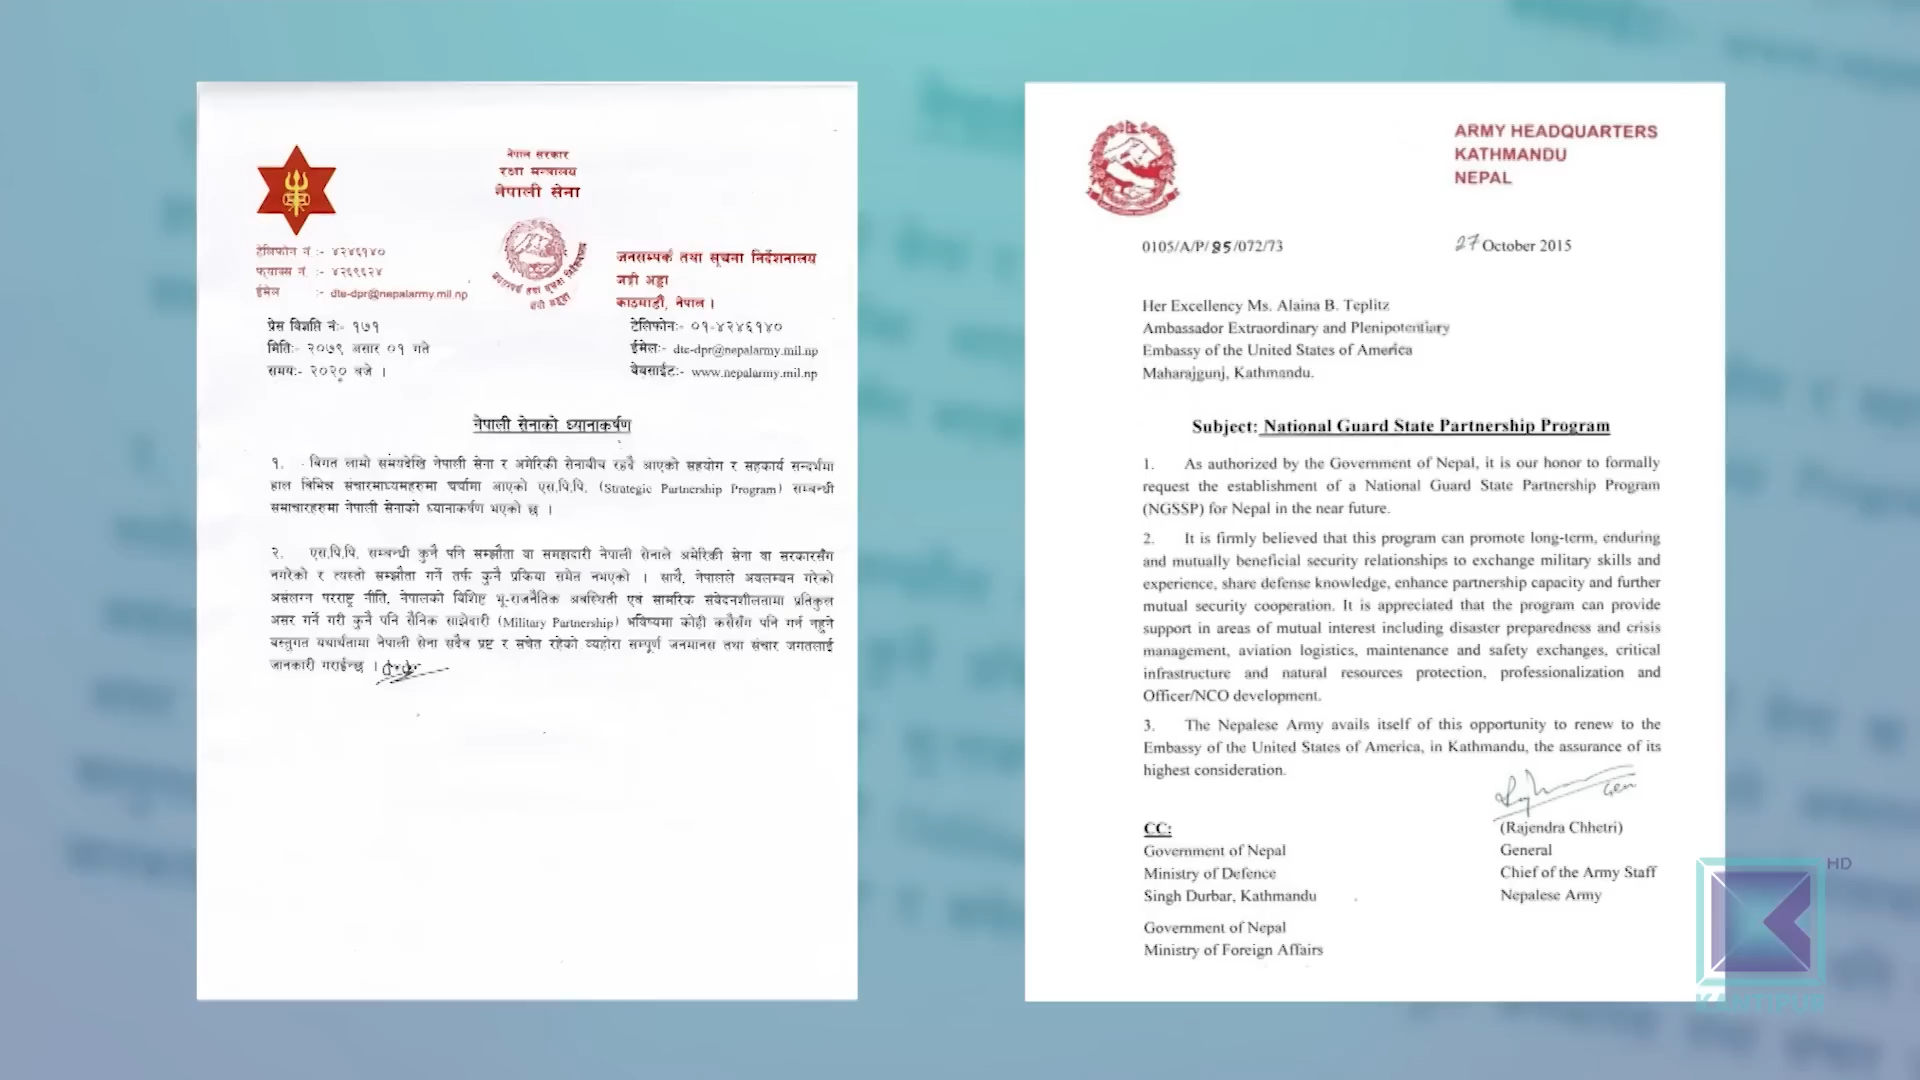 नेपाल सरकार
रक्षा मन्त्रालय
नेपाली सेना
टेलिफोन नं :- ४२४६१४०
फ्याक्स नं :- ४२६९६२४
ईमेल :- dte-dpr@nepalarmy.mil.np
जनसम्पर्क तथा सूचना निर्देशनालय
जङ्गी अड्डा
काठमाडौं, नेपाल ।
प्रेस विज्ञप्ति नंः- १७१
मितिः- २०७९ असार ०१ गते
समयः- २०२० बजे ।
टेलिफोनः- ०१-४२४६१४०
ईमेलः- dte-dpr@nepalarmy.mil.np
वेबसाईटः- www.nepalarmy.mil.np
नेपाली सेनाको ध्यानाकर्षण
१. बिगत लामो समयदेखि नेपाली सेना र अमेरिकी सेनाबीच रहँदै आएको सहयोग र सहकार्य सन्दर्भमा
हाल विभिन्न संचारमाध्यमहरुमा चर्चामा आएको एस.पि.पि. (Strategic Partnership Program) सम्बन्धी
समाचारहरुमा नेपाली सेनाको ध्यानाकर्षण भएको छ ।
२. एस.पि.पि. सम्बन्धी कुनै पनि सम्झौता वा समझदारी नेपाली सेनाले अमेरिकी सेना वा सरकारसँग
नगरेको र त्यस्तो सम्झौता गर्ने तर्फ कुनै प्रक्रिया समेत नभएको । साथै, नेपालले अवलम्बन गरेको
असंलग्न परराष्ट्र नीति, नेपालको विशिष्ट भू-राजनैतिक अवस्थिती एवं सामरिक संवेदनशीलतामा प्रतिकुल
असर गर्ने गरी कुनै पनि सैनिक साझेदारी (Military Partnership) भविष्यमा कोही कसैसँग पनि गर्न नहुने
बस्तुगत यथार्थतामा नेपाली सेना सदैव प्रष्ट र सचेत रहेको व्यहोरा सम्पूर्ण जनमानस तथा संचार जगतलाई
जानकारी गराईन्छ ।
ARMY HEADQUARTERS
KATHMANDU
NEPAL
0105/A/P/85/072/73
27 October 2015
Her Excellency Ms. Alaina B. Teplitz
Ambassador Extraordinary and Plenipotentiary
Embassy of the United States of America
Maharajgunj, Kathmandu.
Subject: National Guard State Partnership Program
1. As authorized by the Government of Nepal, it is our honor to formally
request the establishment of a National Guard State Partnership Program
(NGSSP) for Nepal in the near future.
2. It is firmly believed that this program can promote long-term, enduring
and mutually beneficial security relationships to exchange military skills and
experience, share defense knowledge, enhance partnership capacity and further
mutual security cooperation. It is appreciated that the program can provide
support in areas of mutual interest including disaster preparedness and crisis
management, aviation logistics, maintenance and safety exchanges, critical
infrastructure and natural resources protection, professionalization and
Officer/NCO development.
3. The Nepalese Army avails itself of this opportunity to renew to the
Embassy of the United States of America, in Kathmandu, the assurance of its
highest consideration.
Gen
(Rajendra Chhetri)
General
Chief of the Army Staff
Nepalese Army
CC:
Government of Nepal
Ministry of Defence
Singh Durbar, Kathmandu
Government of Nepal
Ministry of Foreign Affairs
HD
KANTIPUR